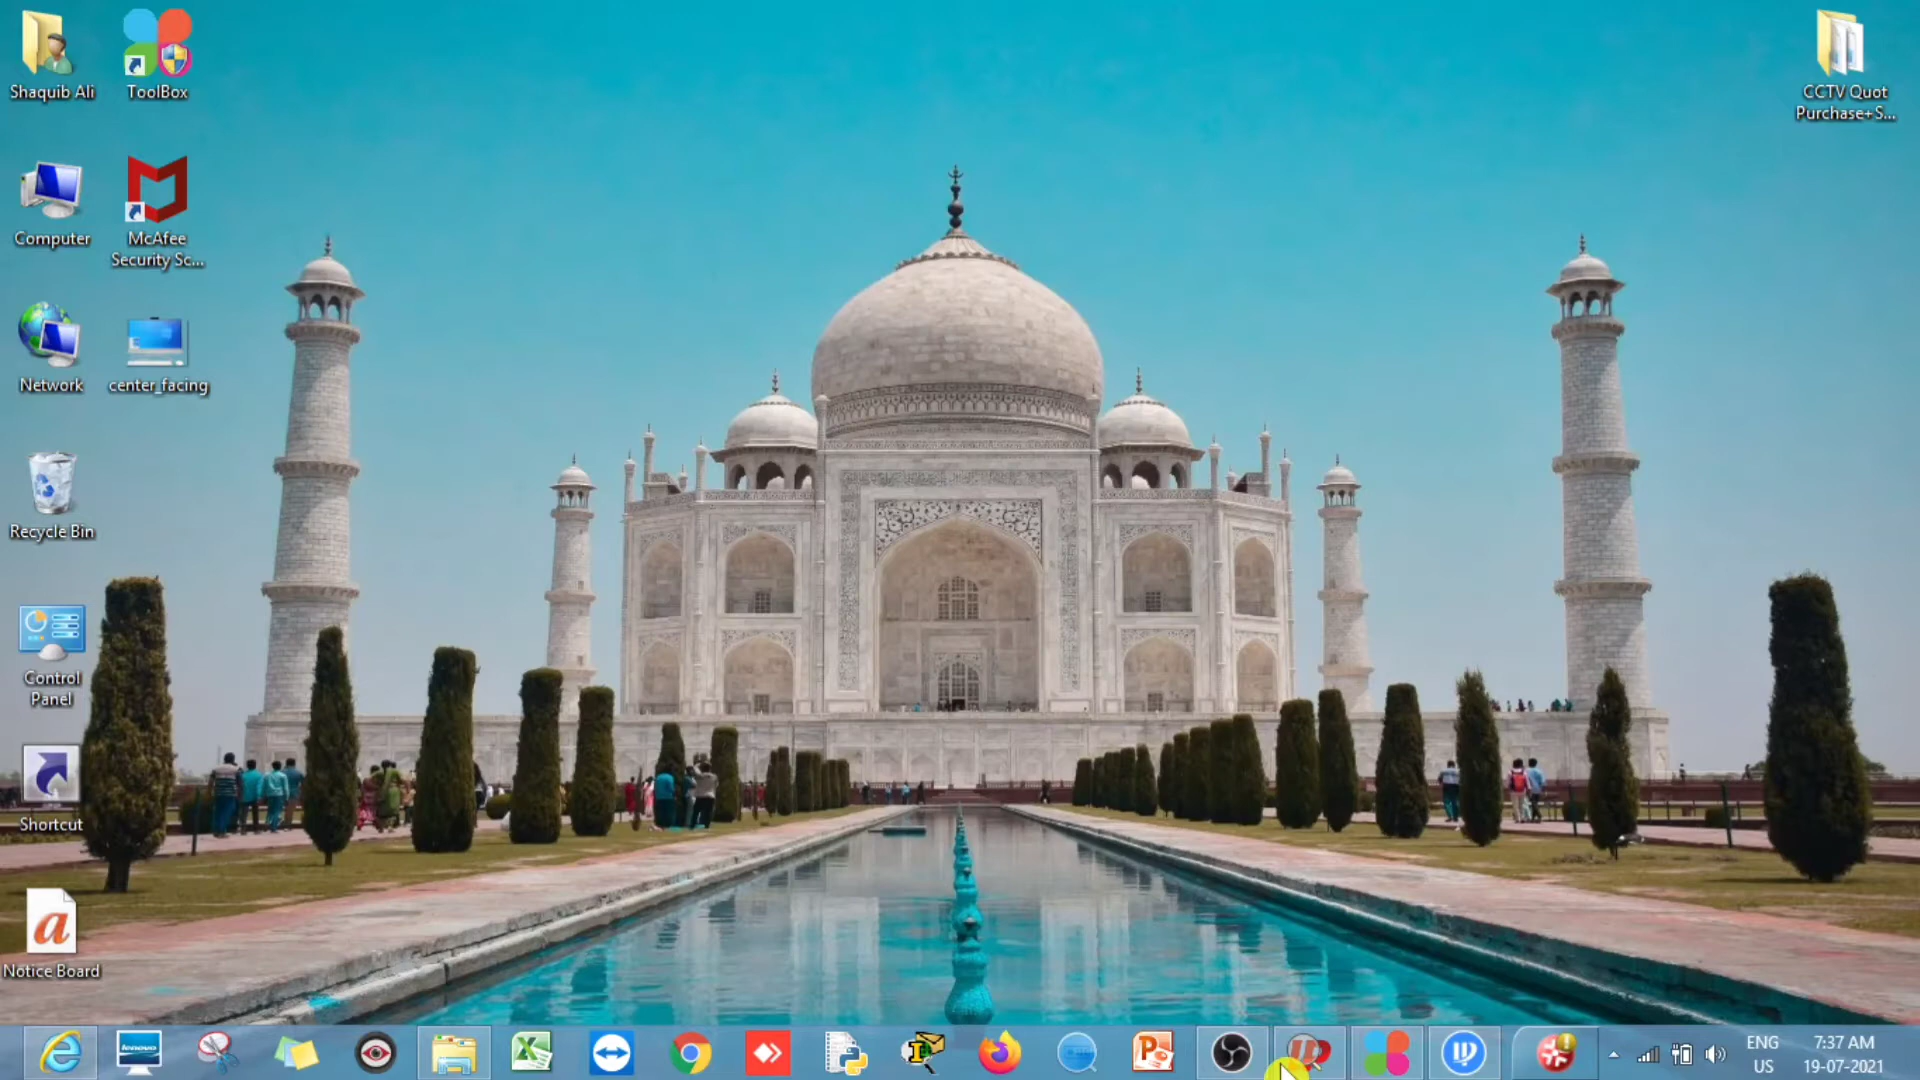 Shaquib Ali
ToolBox
CCTV Quot
Purchase+S...
Computer
McAfee
Security Sc...
Network
center_facing
Recycle Bin
Control
Panel
Shortcut
a
Notice Board
lenovo
ENG
US
7:37 AM
19-07-2021